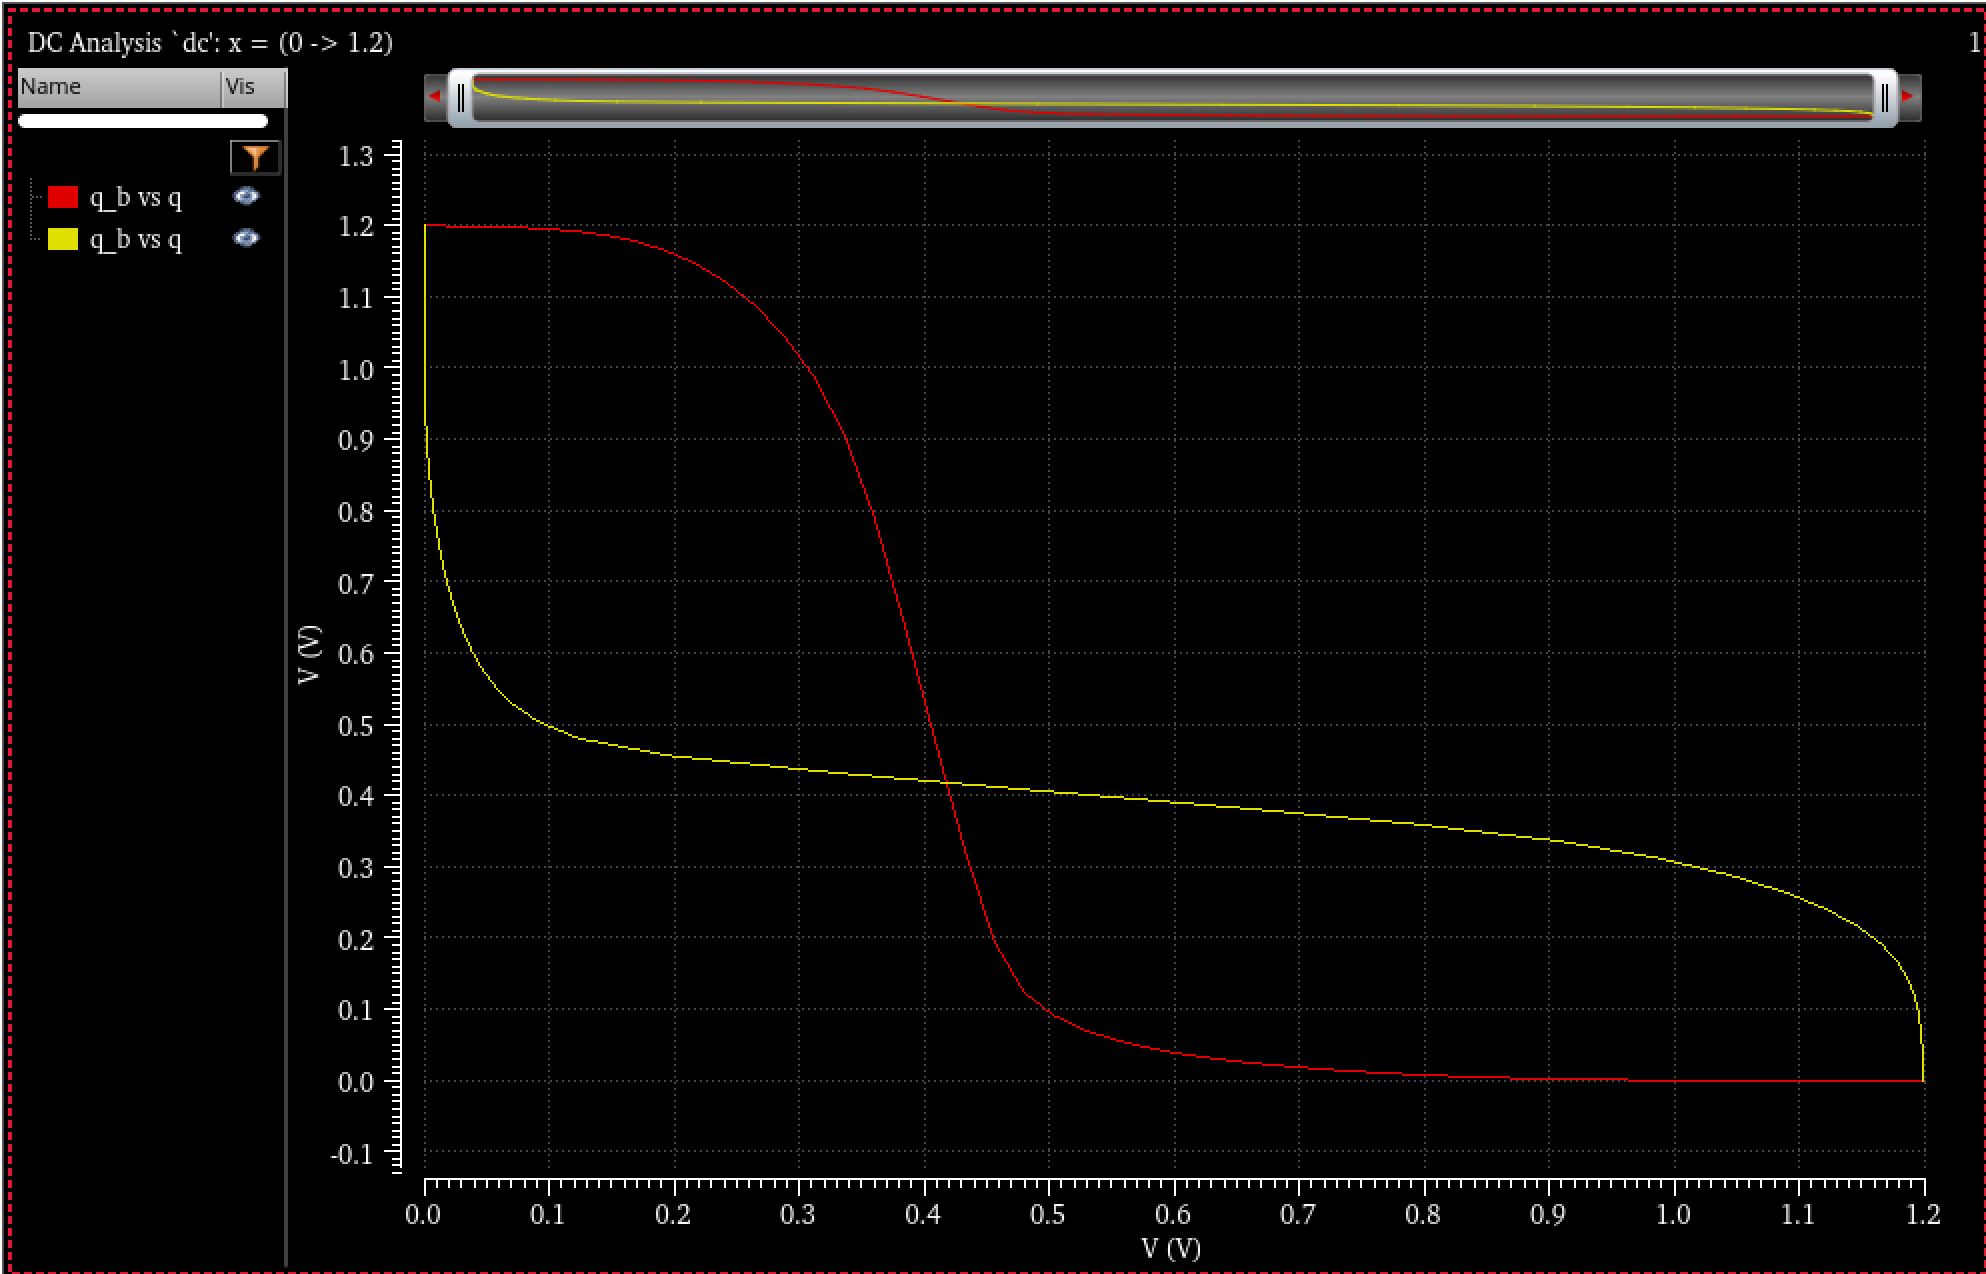 DC Analysis `dc': x = (0 -> 1.2)
1
Name Vis
q_b vs q
q_b vs q
1.3
1.2
1.1
1.0
0.9
0.8
0.7
0.6
0.5
0.4
0.3
0.2
0.1
0.0
-0.1
V (V)
0.0 0.1 0.2 0.3 0.4 0.5 0.6 0.7 0.8 0.9 1.0 1.1 1.2
V (V)